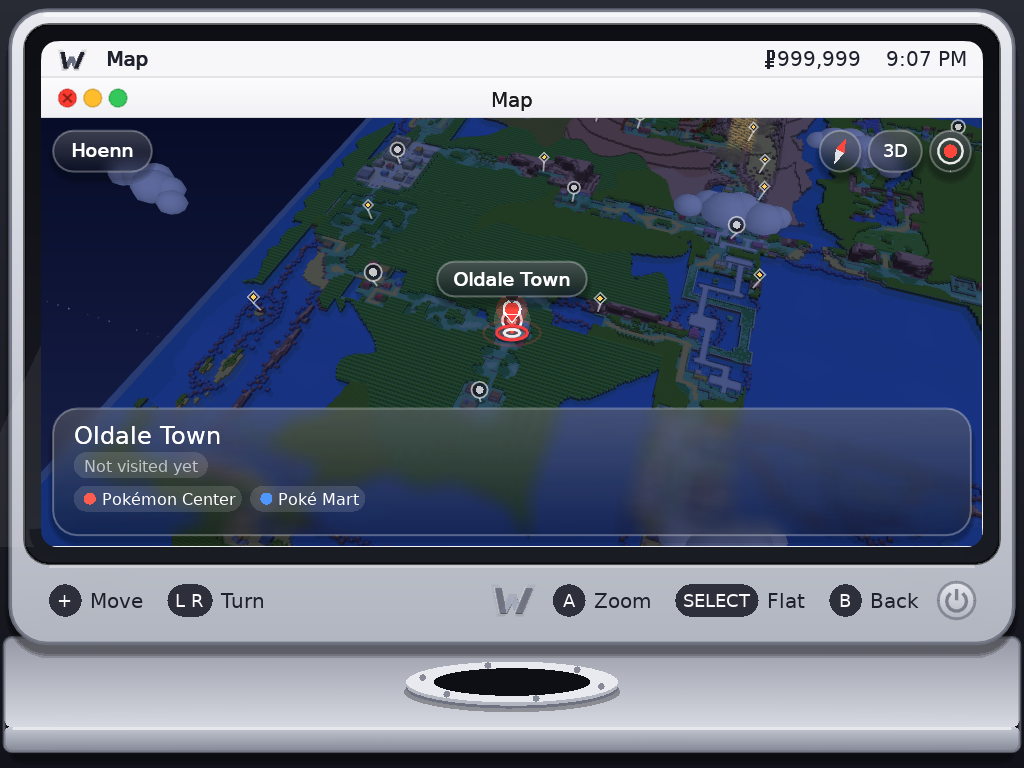 W Map ₽999,999 9:07 PM
Map
Hoenn 3D
Oldale Town
Oldale Town
Not visited yet
Pokémon Center Poké Mart
+ Move L R Turn W A Zoom SELECT Flat B Back